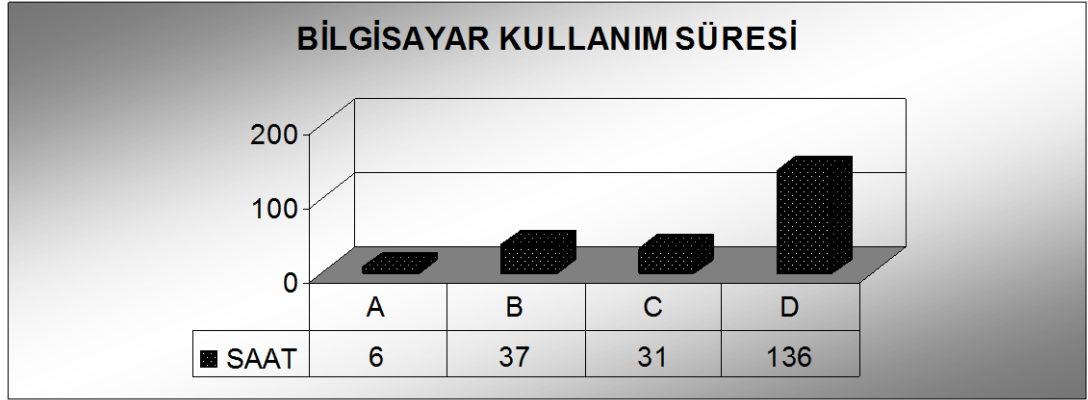 BİLGİSAYAR KULLANIM SÜRESİ
200
100
0
A B C D
SAAT 6 37 31 136